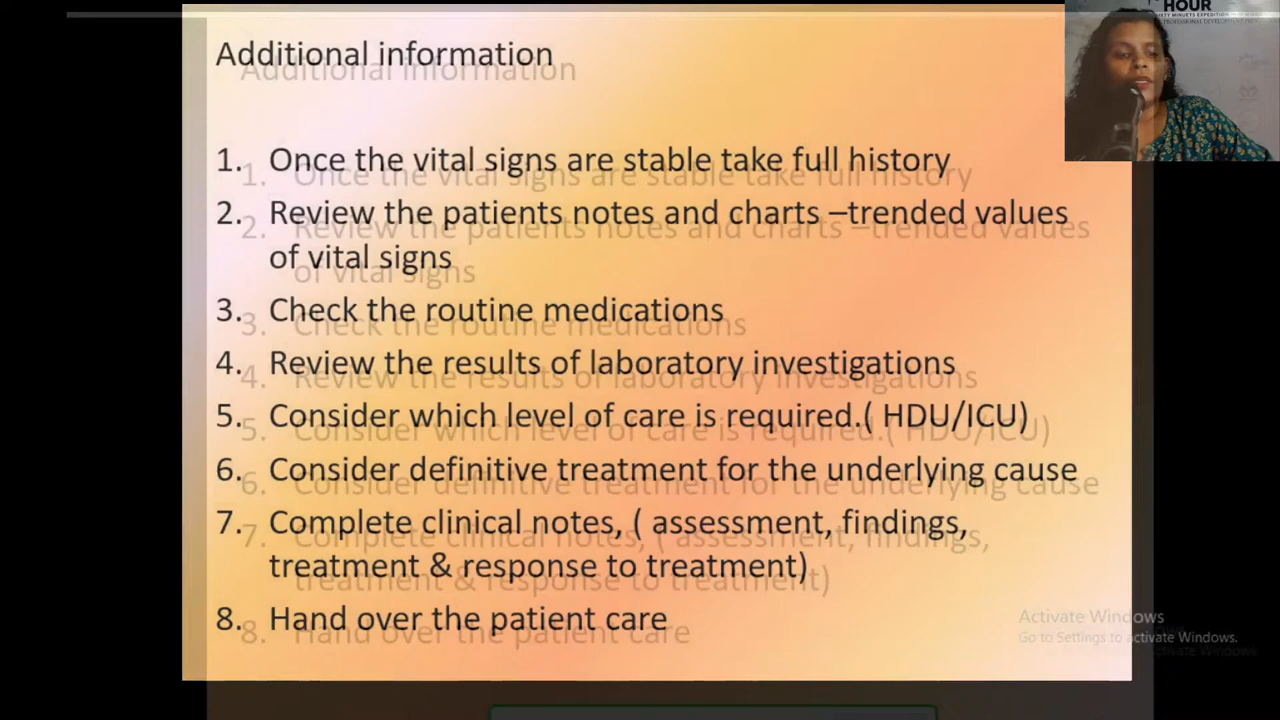 HOUR
Additional information
1. Once the vital signs are stable take full history
2. Review the patients notes and charts –trended values
of vital signs
3. Check the routine medications
4. Review the results of laboratory investigations
5. Consider which level of care is required.( HDU/ICU)
6. Consider definitive treatment for the underlying cause
7. Complete clinical notes, ( assessment, findings,
treatment & response to treatment)
8. Hand over the patient care
Activate Windows
Go to Settings to activate Windows.